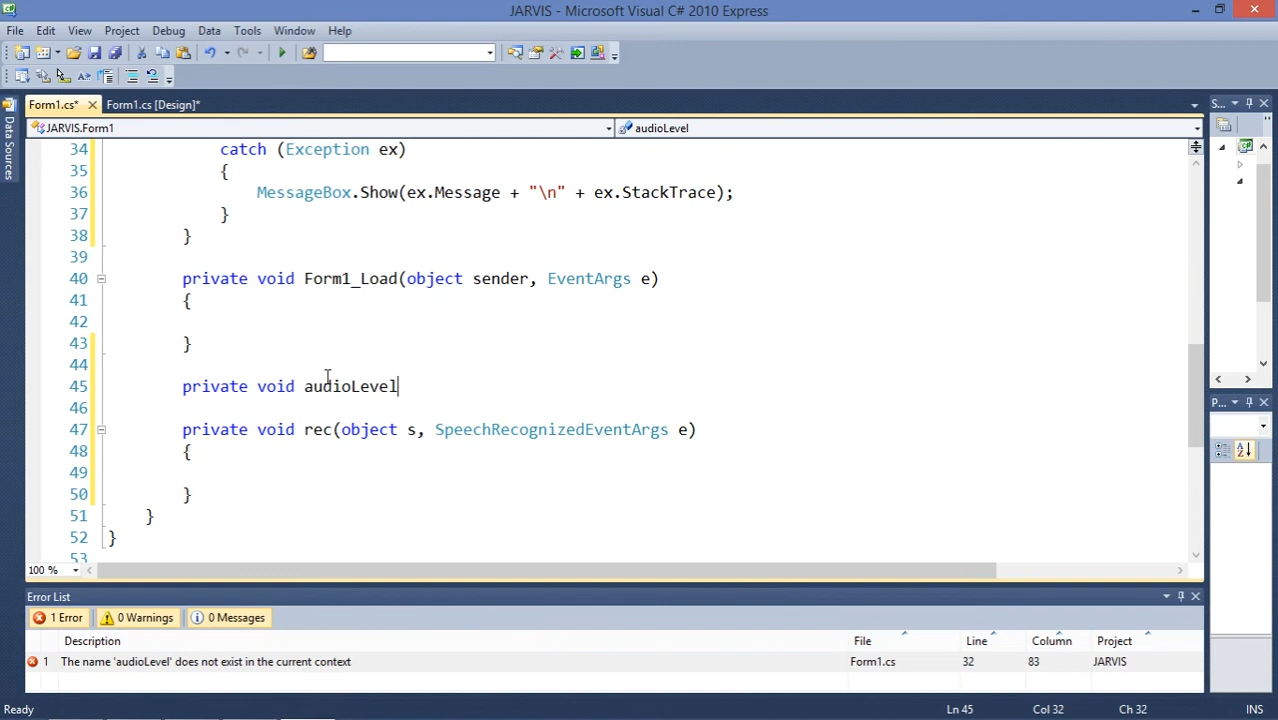 JARVIS - Microsoft Visual C# 2010 Express
File Edit View Project Debug Data Tools Window Help
Form1.cs* Form1.cs [Design]* S...
JARVIS.Form1 audioLevel
Data Sources
34 catch (Exception ex)
35 {
36 MessageBox.Show(ex.Message + "\n" + ex.StackTrace);
37 }
38 }
39
40 private void Form1_Load(object sender, EventArgs e)
41 {
42
43 }
44
45 private void audioLevel
46
47 private void rec(object s, SpeechRecognizedEventArgs e)
48 {
49
50 }
51 }
52 }
53
P...
100 %
Error List
1 Error 0 Warnings 0 Messages
Description File Line Column Project
1 The name 'audioLevel' does not exist in the current context Form1.cs 32 83 JARVIS
Ready Ln 45 Col 32 Ch 32 INS